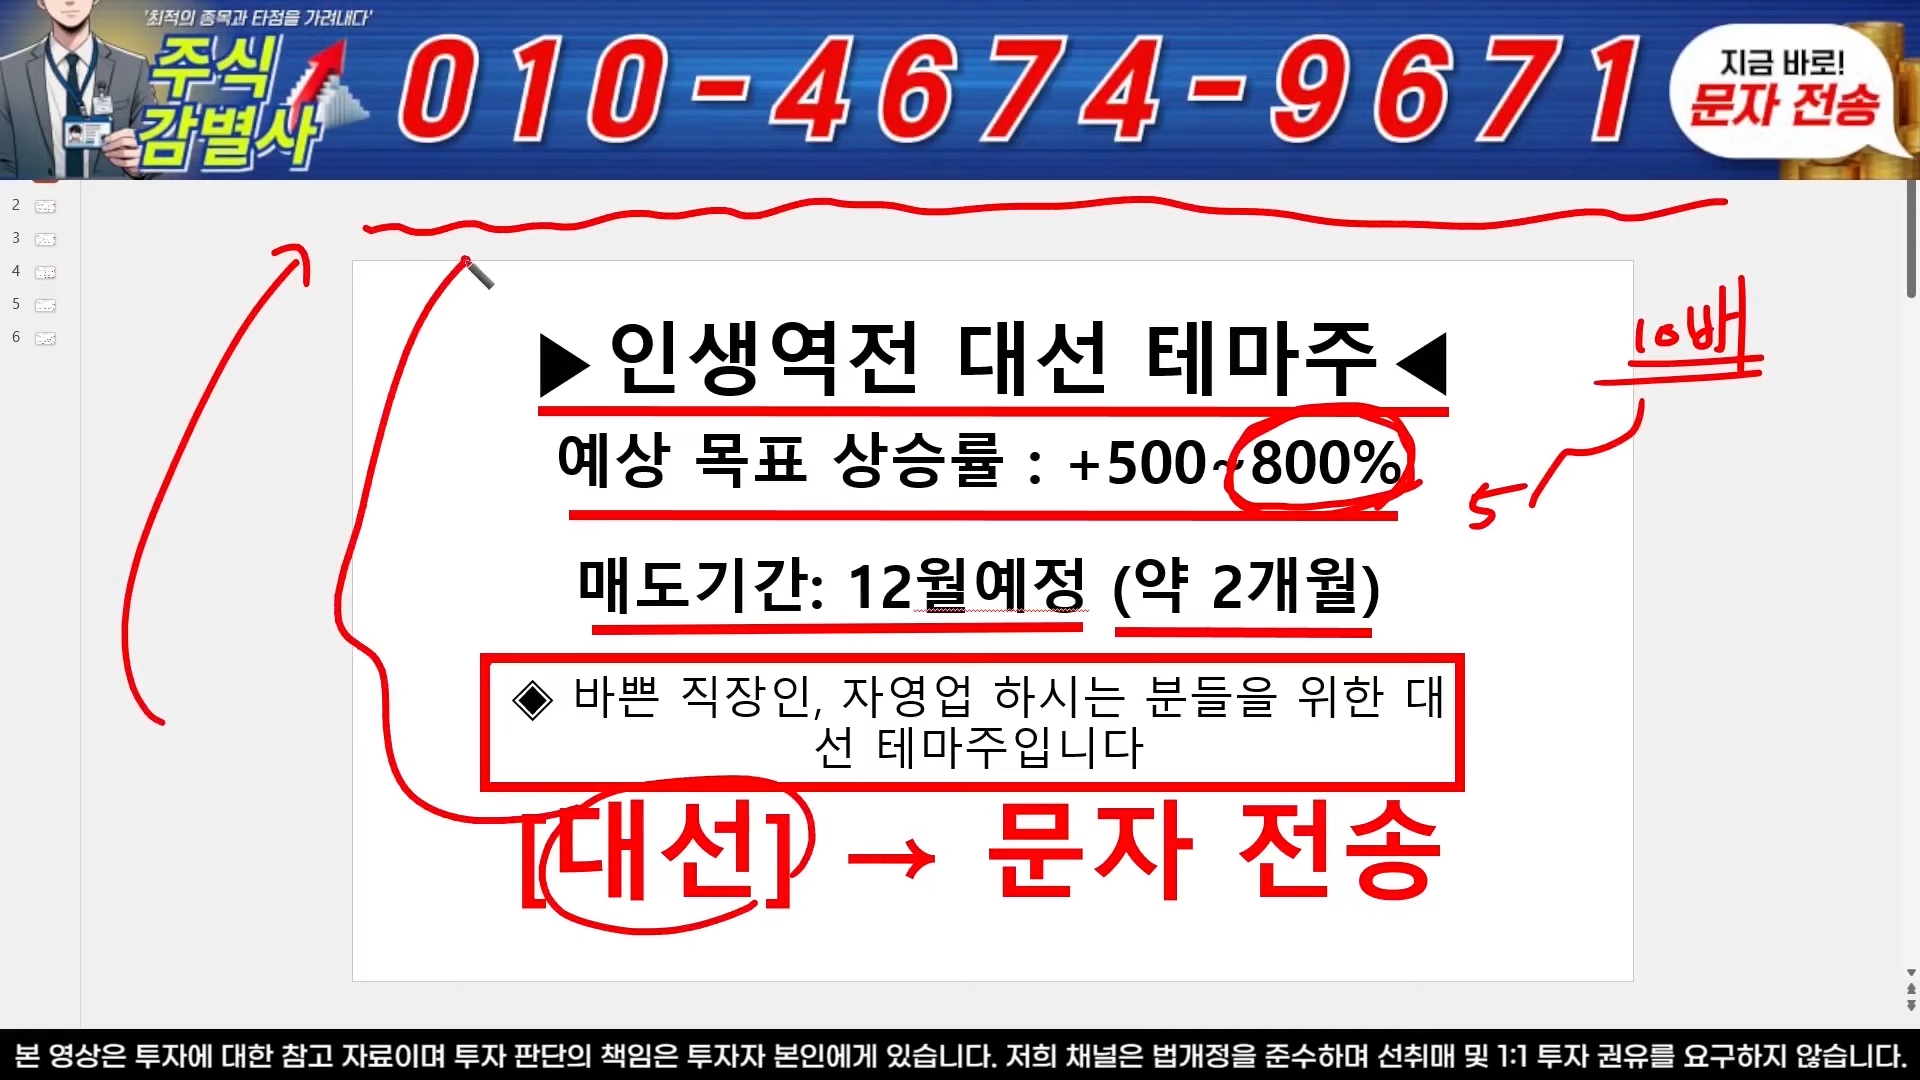 '최적의 종목과 타점을 가려내다'
주식
감별사
010-4674-9671
지금 바로!
문자 전송
2
3
4
5
6
▶인생역전 대선 테마주◀
10배
예상 목표 상승률 : +500~800%
5
매도기간: 12월예정 (약 2개월)
◈ 바쁜 직장인, 자영업 하시는 분들을 위한 대
선 테마주입니다
[대선] → 문자 전송
본 영상은 투자에 대한 참고 자료이며 투자 판단의 책임은 투자자 본인에게 있습니다. 저희 채널은 법개정을 준수하며 선취매 및 1:1 투자 권유를 요구하지 않습니다.